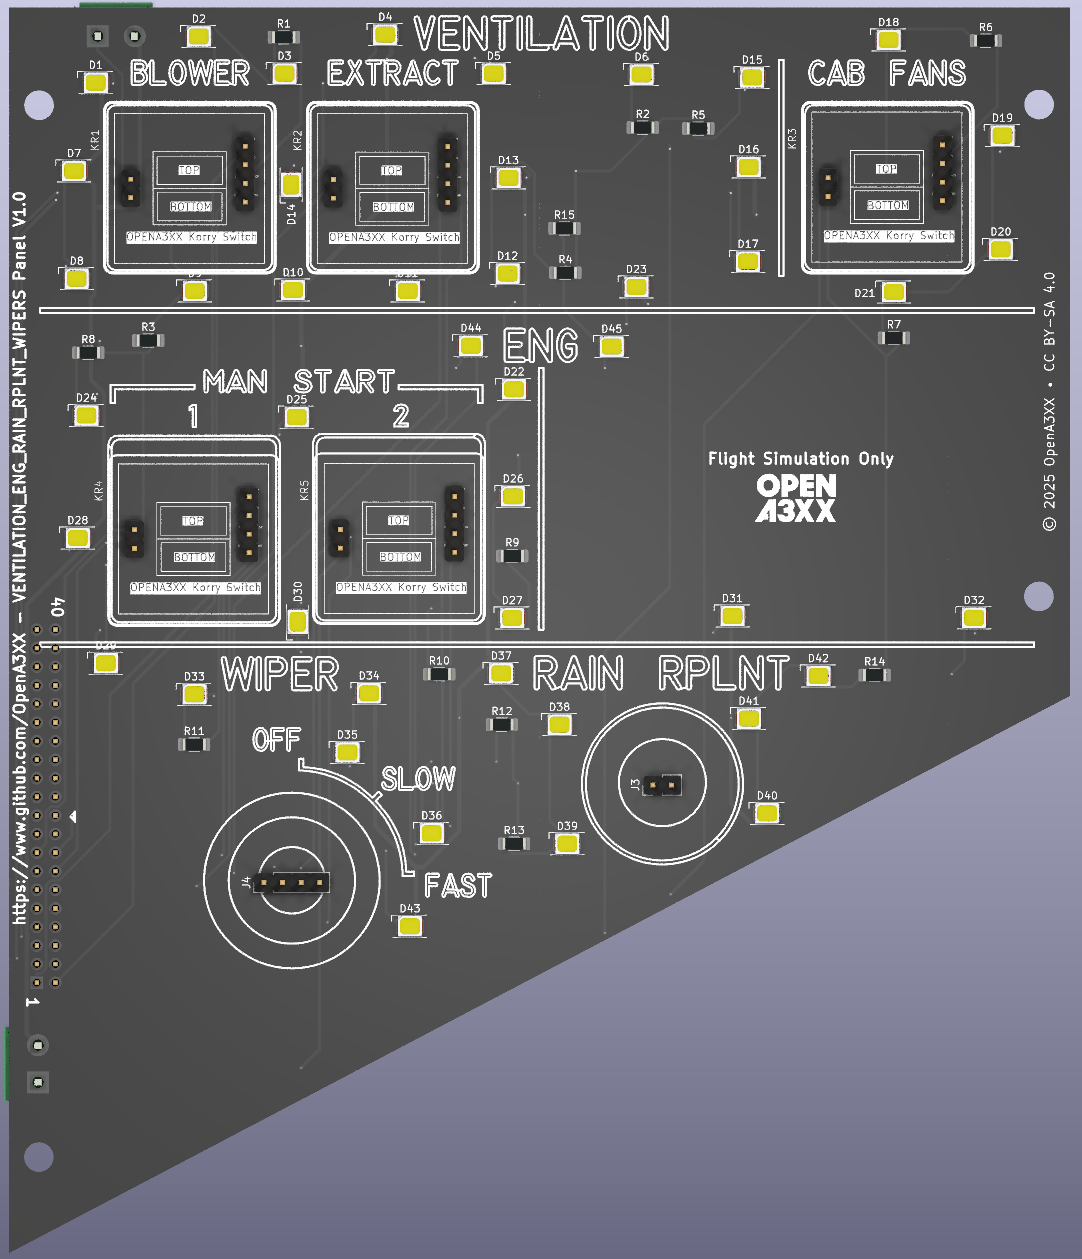 D2
R1
D4
VENTILATION
D18
R6
D1
BLOWER
D3
EXTRACT
D5
D6
D15
CAB FANS
KR1
KR2
R2
R5
KR3
D19
D7
TOP
BOTTOM
OPENA3XX Korry Switch
D14
TOP
BOTTOM
OPENA3XX Korry Switch
D13
D16
TOP
BOTTOM
OPENA3XX Korry Switch
R15
D8
D9
D10
D11
D12
R4
D23
D17
D21
D20
R8
R3
D44
ENG
D45
R7
MAN START
D22
D24
1
D25
2
KR4
TOP
BOTTOM
OPENA3XX Korry Switch
KR5
TOP
BOTTOM
OPENA3XX Korry Switch
D26
Flight Simulation Only
OPEN
A3XX
D28
R9
D30
D27
D31
D32
40
D29
WIPER
R10
D37
RAIN RPLNT
D42
R14
D33
D34
D38
D41
R11
OFF
D35
R12
SLOW
J3
D36
R13
D39
D40
J4
FAST
D43
1
https://www.github.com/OpenA3XX – VENTILATION_ENG_RAIN_RPLNT_WIPERS Panel V1.0
© 2025 OpenA3XX • CC BY-SA 4.0